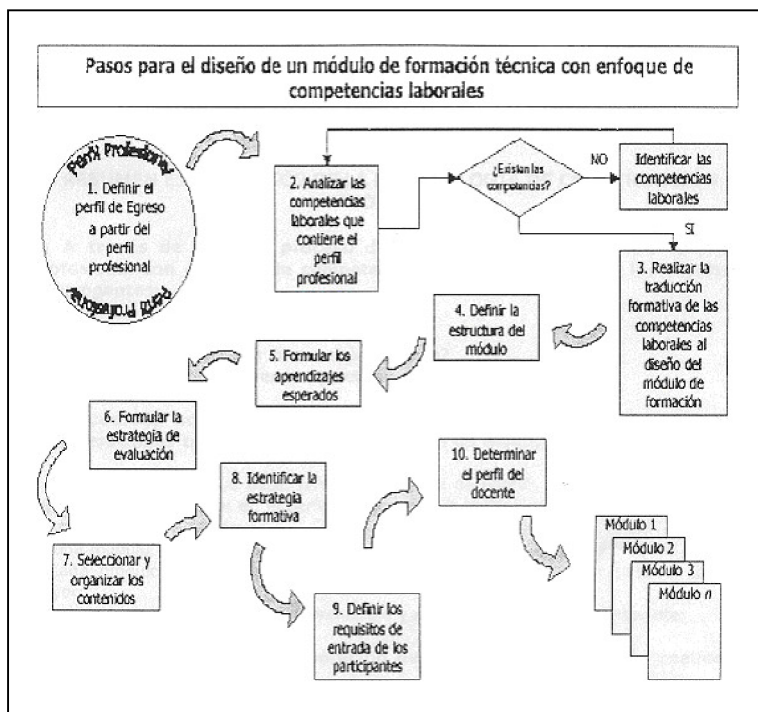 Pasos para el diseño de un módulo de formación técnica con enfoque de
competencias laborales
Perfil Profesional
1. Definir el
perfil de Egreso
a partir del
perfil
profesional
Perfil Profesional
2. Analizar las
competencias
laborales que
contiene el
perfil
profesional
¿Existen las
competencias?
NO
Identificar las
competencias
laborales
SI
3. Realizar la
traducción
formativa de las
competencias
laborales al
diseño del
módulo de
formación
4. Definir la
estructura del
módulo
5. Formular los
aprendizajes
esperados
6. Formular la
estrategia de
evaluación
7. Seleccionar y
organizar los
contenidos
8. Identificar la
estrategia
formativa
9. Definir los
requisitos de
entrada de los
participantes
10. Determinar
el perfil del
docente
Módulo 1
Módulo 2
Módulo 3
Módulo n